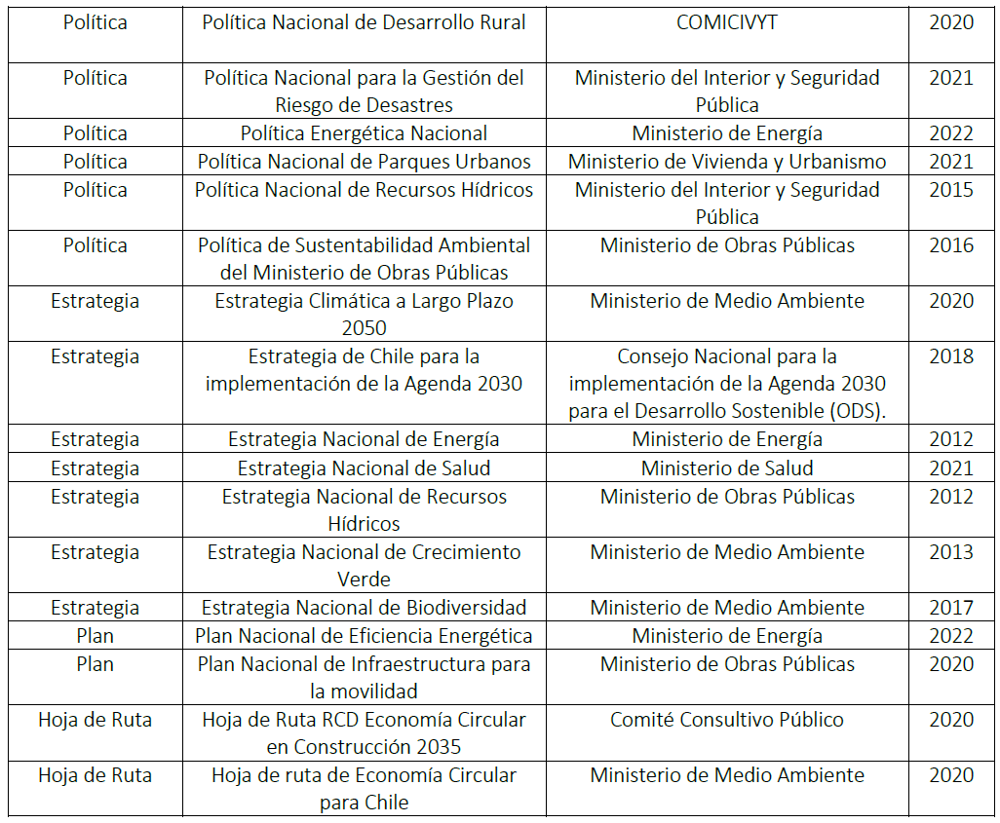 Política Política Nacional de Desarrollo Rural COMICIVYT 2020
Política Política Nacional para la Gestión del Ministerio del Interior y Seguridad 2021
Riesgo de Desastres Pública
Política Política Energética Nacional Ministerio de Energía 2022
Política Política Nacional de Parques Urbanos Ministerio de Vivienda y Urbanismo 2021
Política Política Nacional de Recursos Hídricos Ministerio del Interior y Seguridad 2015
Pública
Política Política de Sustentabilidad Ambiental Ministerio de Obras Públicas 2016
del Ministerio de Obras Públicas
Estrategia Estrategia Climática a Largo Plazo Ministerio de Medio Ambiente 2020
2050
Estrategia Estrategia de Chile para la Consejo Nacional para la 2018
implementación de la Agenda 2030 implementación de la Agenda 2030
para el Desarrollo Sostenible (ODS).
Estrategia Estrategia Nacional de Energía Ministerio de Energía 2012
Estrategia Estrategia Nacional de Salud Ministerio de Salud 2021
Estrategia Estrategia Nacional de Recursos Ministerio de Obras Públicas 2012
Hídricos
Estrategia Estrategia Nacional de Crecimiento Ministerio de Medio Ambiente 2013
Verde
Estrategia Estrategia Nacional de Biodiversidad Ministerio de Medio Ambiente 2017
Plan Plan Nacional de Eficiencia Energética Ministerio de Energía 2022
Plan Plan Nacional de Infraestructura para Ministerio de Obras Públicas 2020
la movilidad
Hoja de Ruta Hoja de Ruta RCD Economía Circular Comité Consultivo Público 2020
en Construcción 2035
Hoja de Ruta Hoja de ruta de Economía Circular Ministerio de Medio Ambiente 2020
para Chile